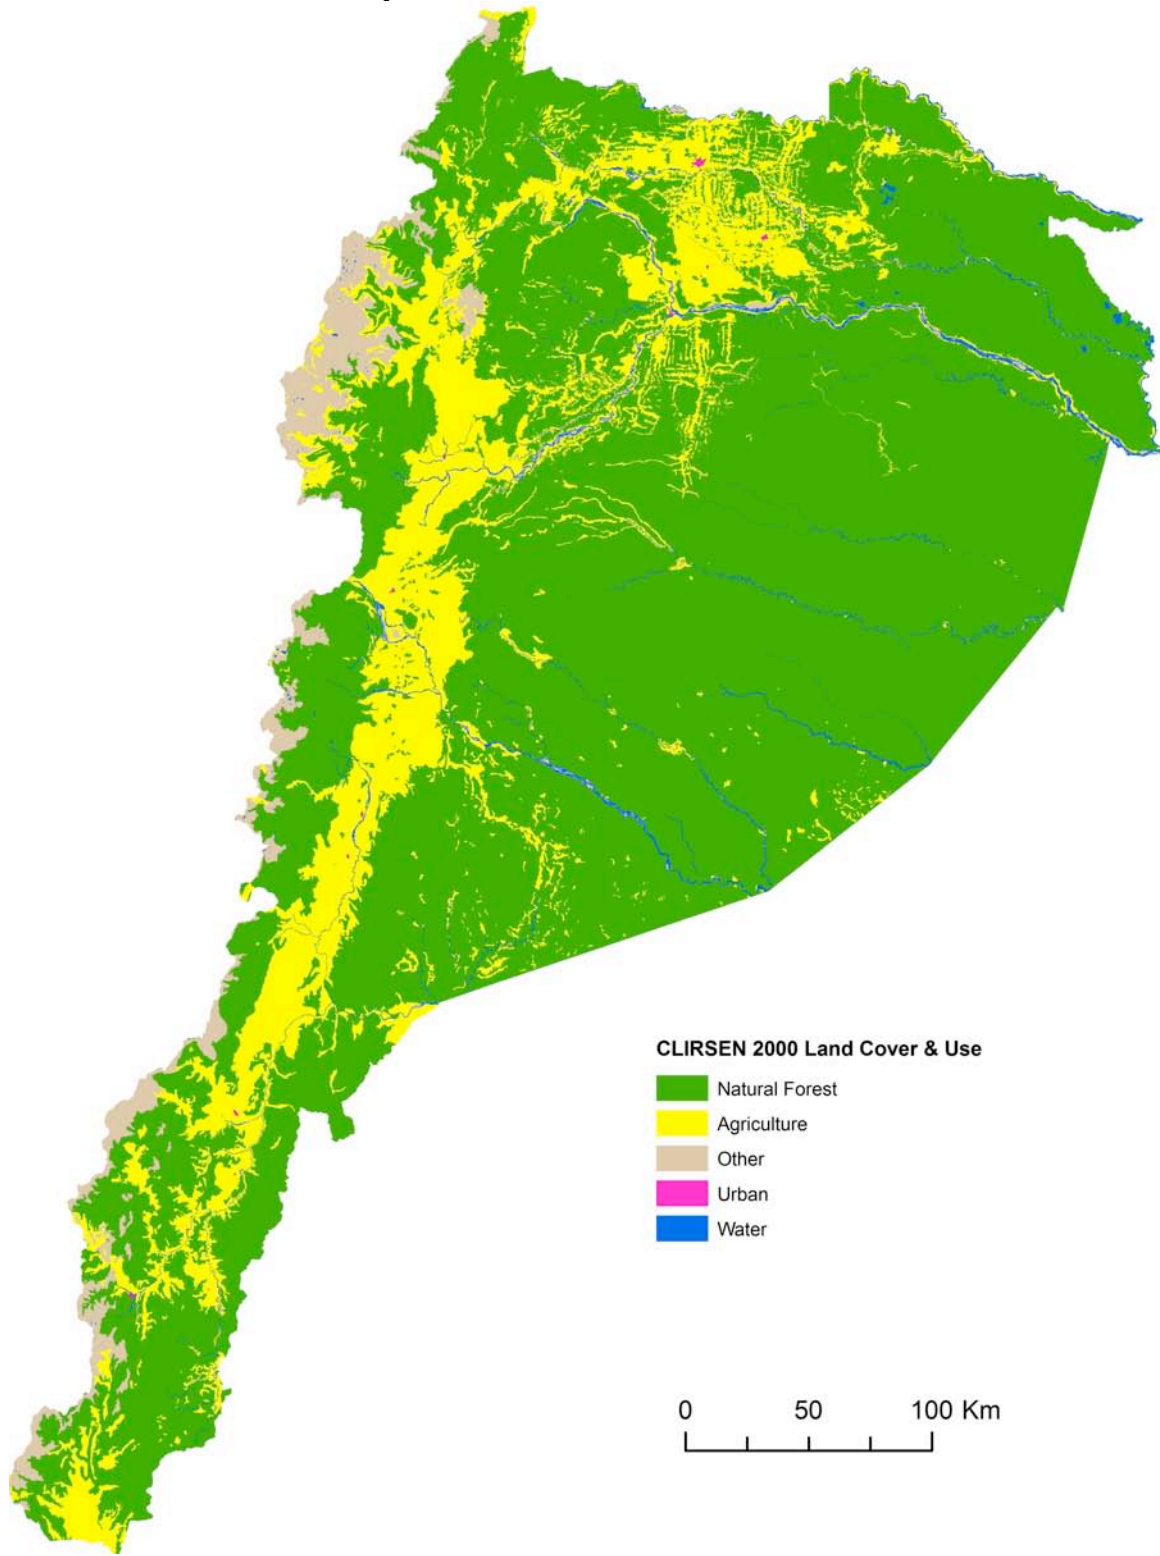 CLIRSEN 2000 Land Cover & Use
Natural Forest
Agriculture
Other
Urban
Water
0 50 100 Km